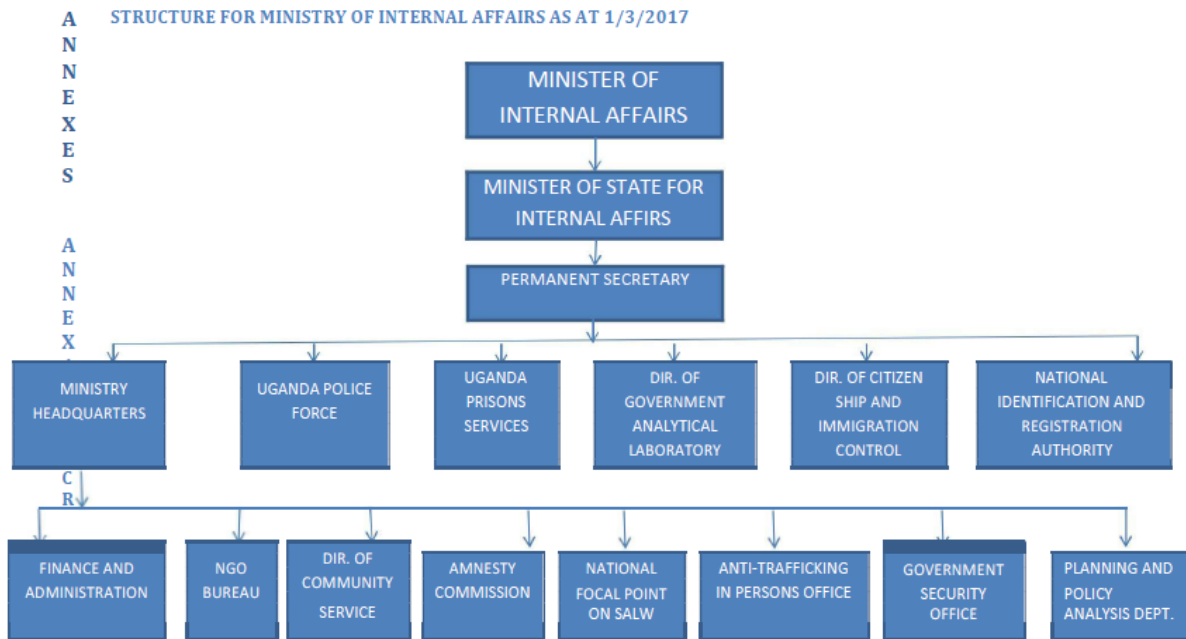 STRUCTURE FOR MINISTRY OF INTERNAL AFFAIRS AS AT 1/3/2017
A
N
N
E
X
E
S
A
N
N
E
X
CR
MINISTER OF
INTERNAL AFFAIRS
MINISTER OF STATE FOR
INTERNAL AFFIRS
PERMANENT SECRETARY
MINISTRY
HEADQUARTERS
UGANDA POLICE
FORCE
UGANDA
PRISONS
SERVICES
DIR. OF
GOVERNMENT
ANALYTICAL
LABORATORY
DIR. OF CITIZEN
SHIP AND
IMMIGRATION
CONTROL
NATIONAL
IDENTIFICATION AND
REGISTRATION
AUTHORITY
FINANCE AND
ADMINISTRATION
NGO
BUREAU
DIR. OF
COMMUNITY
SERVICE
AMNESTY
COMMISSION
NATIONAL
FOCAL POINT
ON SALW
ANTI-TRAFFICKING
IN PERSONS OFFICE
GOVERNMENT
SECURITY
OFFICE
PLANNING AND
POLICY
ANALYSIS DEPT.